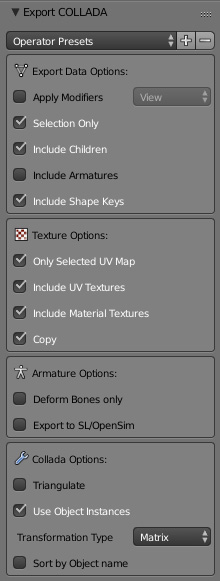 Export COLLADA
Operator Presets
Export Data Options:
Apply Modifiers View
Selection Only
Include Children
Include Armatures
Include Shape Keys
Texture Options:
Only Selected UV Map
Include UV Textures
Include Material Textures
Copy
Armature Options:
Deform Bones only
Export to SL/OpenSim
Collada Options:
Triangulate
Use Object Instances
Transformation Type Matrix
Sort by Object name